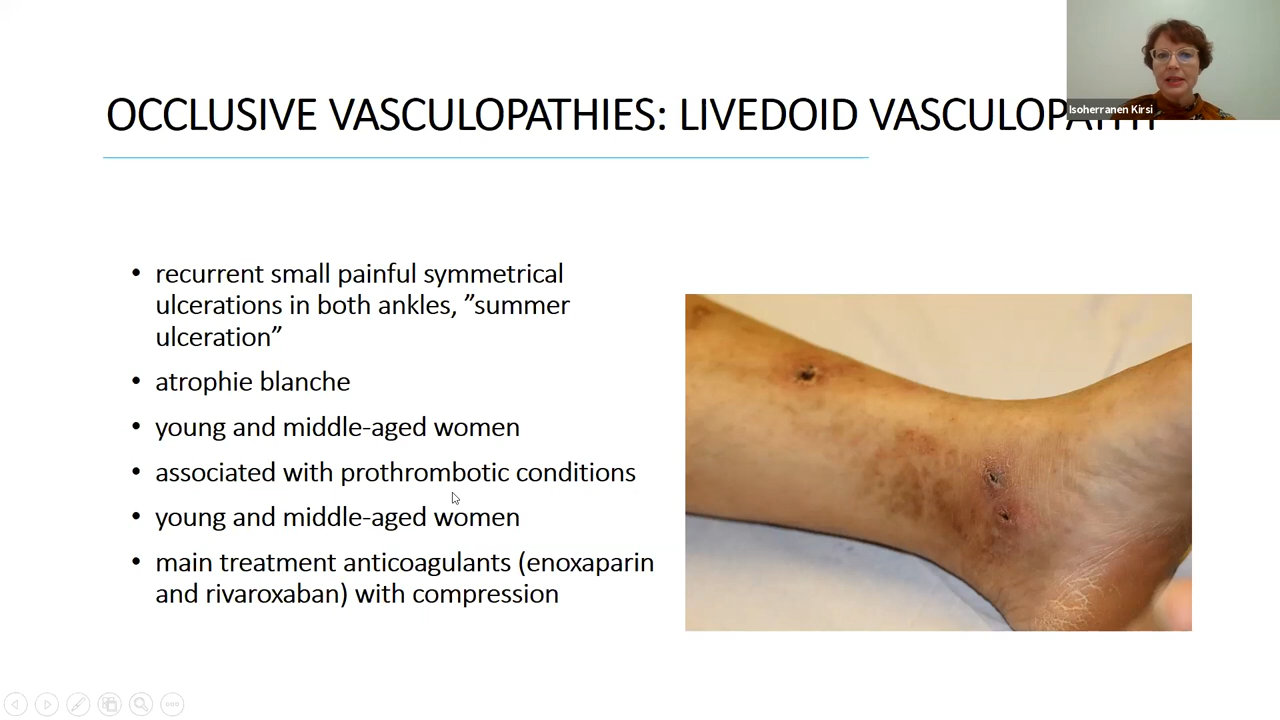 OCCLUSIVE VASCULOPATHIES: LIVEDOID VASCULOPATHY
Isoherranen Kirsi
• recurrent small painful symmetrical
ulcerations in both ankles, ”summer
ulceration”
• atrophie blanche
• young and middle-aged women
• associated with prothrombotic conditions
• young and middle-aged women
• main treatment anticoagulants (enoxaparin
and rivaroxaban) with compression